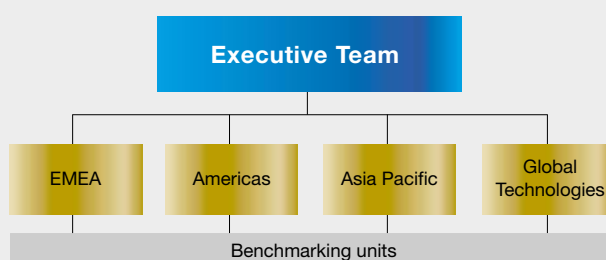 Executive Team
EMEA
Americas
Asia Pacific
Global
Technologies
Benchmarking units